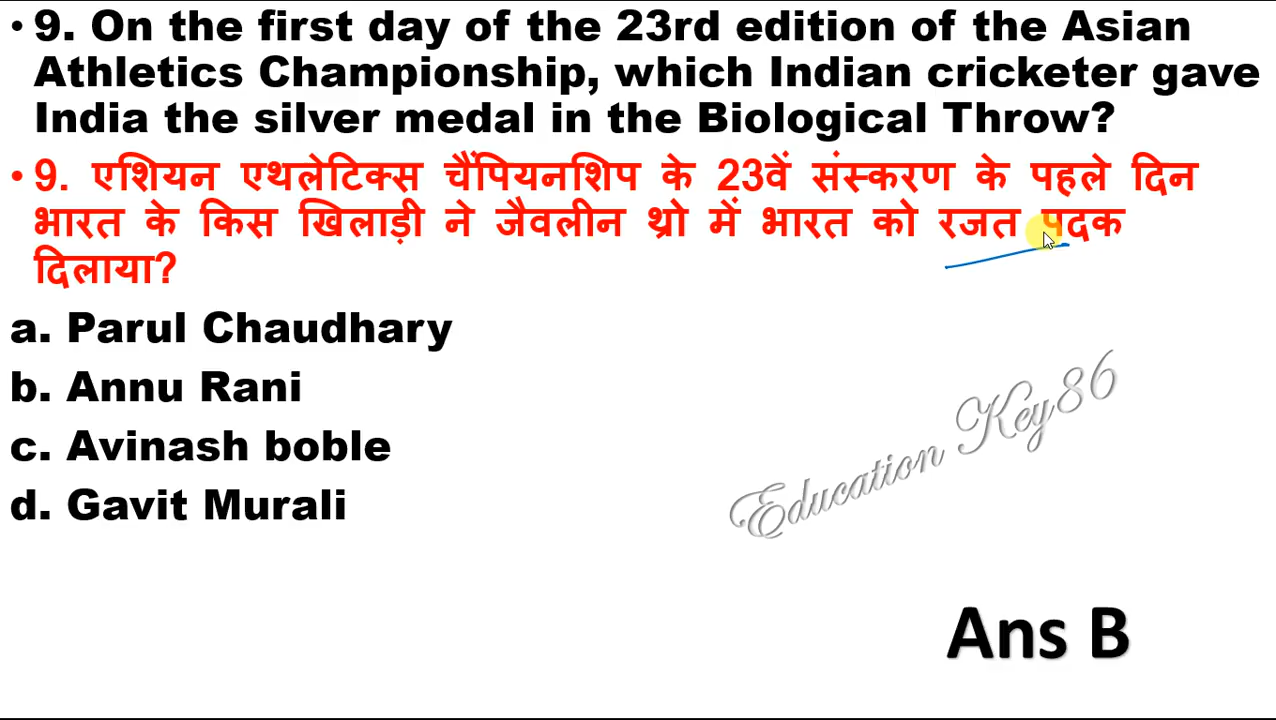 • 9. On the first day of the 23rd edition of the Asian
Athletics Championship, which Indian cricketer gave
India the silver medal in the Biological Throw?
• 9. एशियन एथलेटिक्स चैंपियनशिप के 23वें संस्करण के पहले दिन
भारत के किस खिलाड़ी ने जैवलीन थ्रो में भारत को रजत पदक
दिलाया?
a. Parul Chaudhary
b. Annu Rani
c. Avinash boble
d. Gavit Murali
Education Key86
Ans B